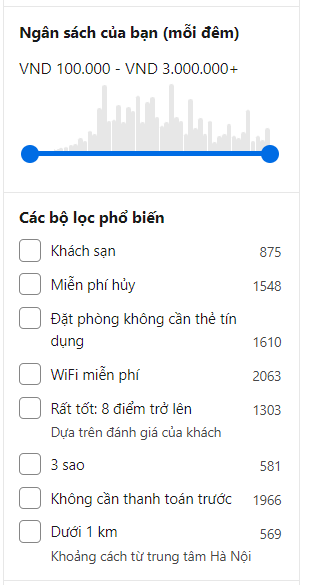 Ngân sách của bạn (mỗi đêm)
VND 100.000 - VND 3.000.000+
Các bộ lọc phổ biến
Khách sạn 875
Miễn phí hủy 1548
Đặt phòng không cần thẻ tín
dụng 1610
WiFi miễn phí 2063
Rất tốt: 8 điểm trở lên 1303
Dựa trên đánh giá của khách
3 sao 581
Không cần thanh toán trước 1966
Dưới 1 km 569
Khoảng cách từ trung tâm Hà Nội